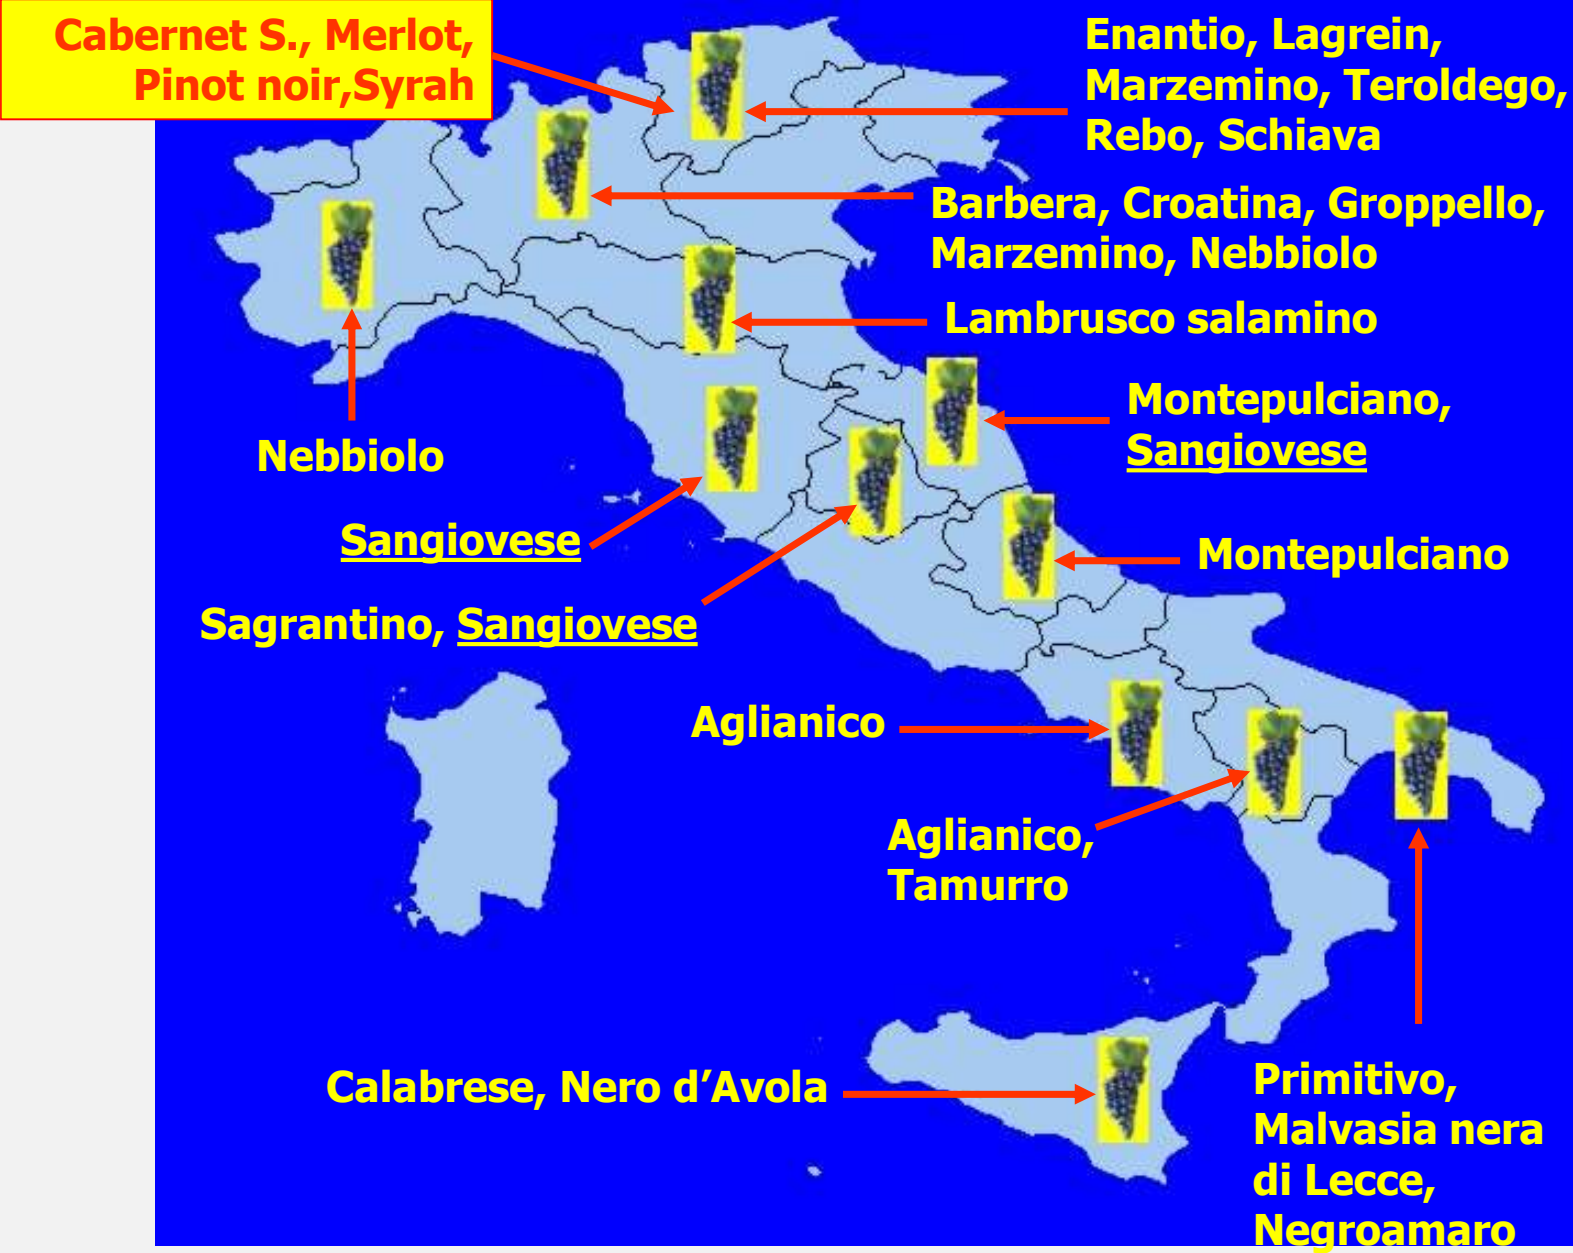 Cabernet S., Merlot,
Pinot noir,Syrah
Enantio, Lagrein,
Marzemino, Teroldego,
Rebo, Schiava
Barbera, Croatina, Groppello,
Marzemino, Nebbiolo
Lambrusco salamino
Montepulciano,
Sangiovese
Nebbiolo
Sangiovese
Montepulciano
Sagrantino, Sangiovese
Aglianico
Aglianico,
Tamurro
Calabrese, Nero d’Avola
Primitivo,
Malvasia nera
di Lecce,
Negroamaro